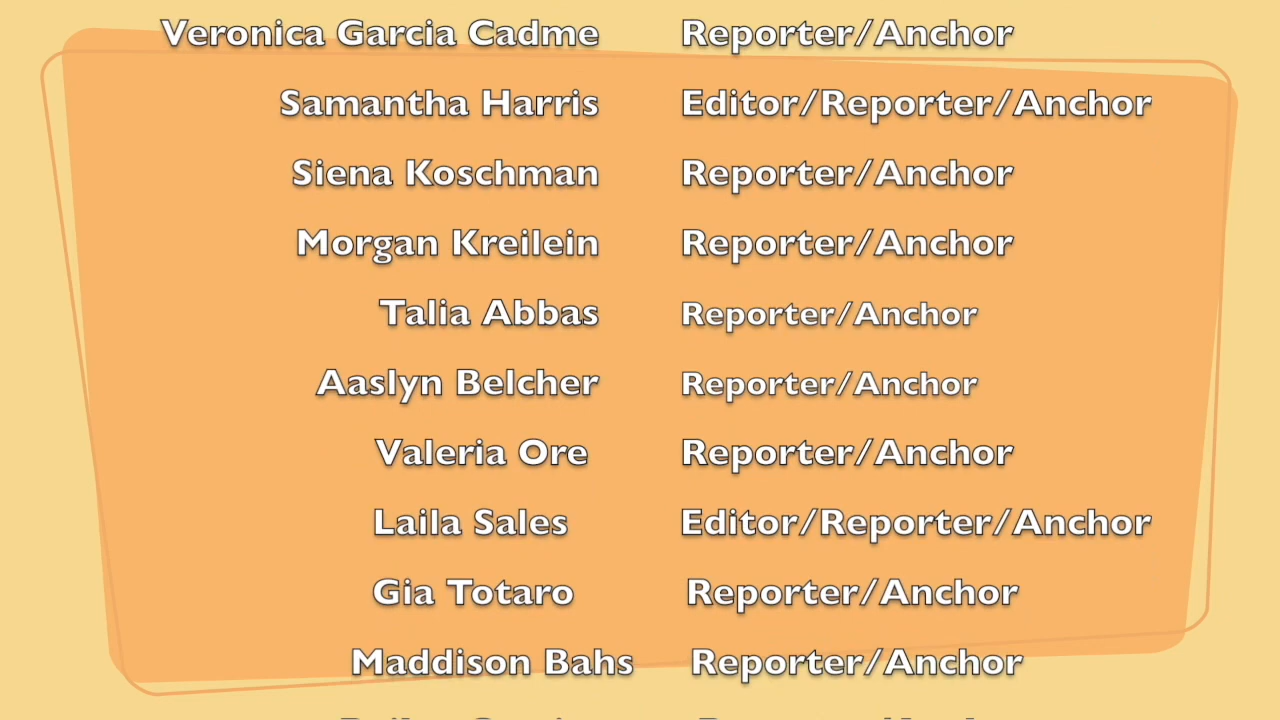 Veronica Garcia Cadme Reporter/Anchor
Samantha Harris Editor/Reporter/Anchor
Siena Koschman Reporter/Anchor
Morgan Kreilein Reporter/Anchor
Talia Abbas Reporter/Anchor
Aaslyn Belcher Reporter/Anchor
Valeria Ore Reporter/Anchor
Laila Sales Editor/Reporter/Anchor
Gia Totaro Reporter/Anchor
Maddison Bahs Reporter/Anchor